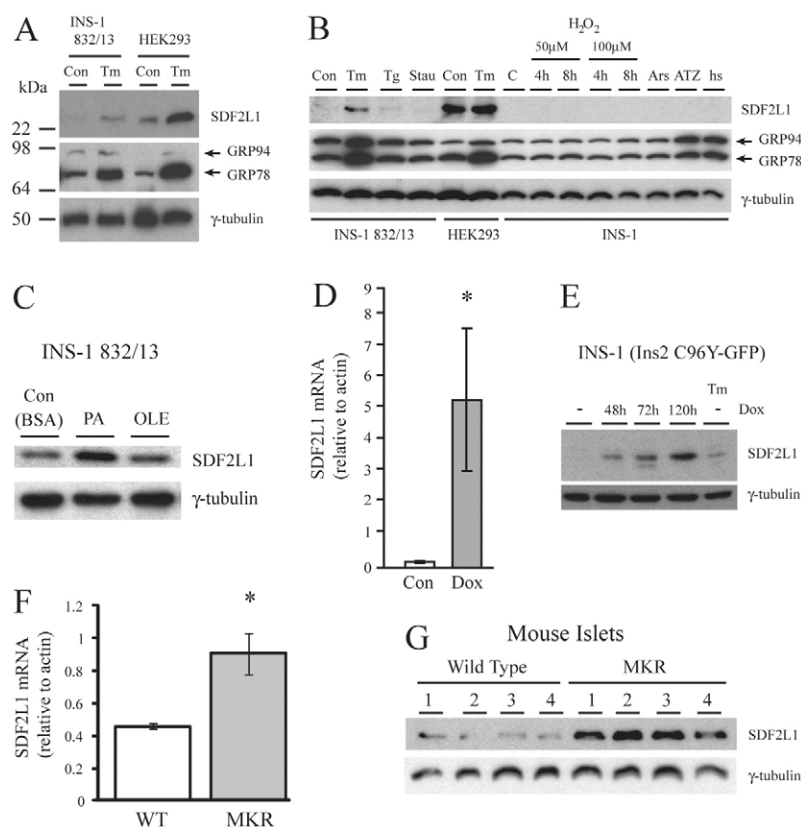 A
INS-1
832/13
HEK293
Con Tm Con Tm
kDa
SDF2L1
22
98
GRP94
GRP78
64
50
γ-tubulin
B
H2O2
50μM 100μM
Con Tm Tg Stau Con Tm C 4h 8h 4h 8h Ars ATZ hs
SDF2L1
GRP94
GRP78
γ-tubulin
INS-1 832/13 HEK293 INS-1
C
INS-1 832/13
Con
(BSA) PA OLE
SDF2L1
γ-tubulin
D
SDF2L1 mRNA
(relative to actin)
9
8
7
6
5
4
3
2
1
0
*
Con Dox
E
INS-1 (Ins2 C96Y-GFP)
Tm
- 48h 72h 120h - Dox
SDF2L1
γ-tubulin
F
SDF2L1 mRNA
(relative to actin)
1.2
1
0.8
0.6
0.4
0.2
0
*
WT MKR
G
Mouse Islets
Wild Type MKR
1 2 3 4 1 2 3 4
SDF2L1
γ-tubulin